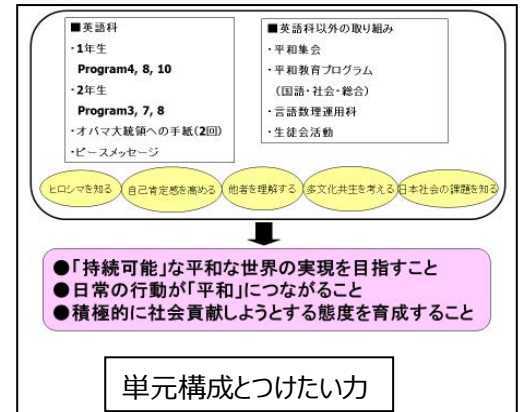 ■英語科
・1年生
Program4, 8, 10
・2年生
Program3, 7, 8
・オバマ大統領への手紙(2回)
・ピースメッセージ
■英語科以外の取り組み
・平和集会
・平和教育プログラム
(国語・社会・総合)
・言語数理運用科
・生徒会活動
ヒロシマを知る
自己肯定感を高める
他者を理解する
多文化共生を考える
日本社会の課題を知る
●「持続可能」な平和な世界の実現を目指すこと
●日常の行動が「平和」につながること
●積極的に社会貢献しようとする態度を育成すること
単元構成とつけたい力